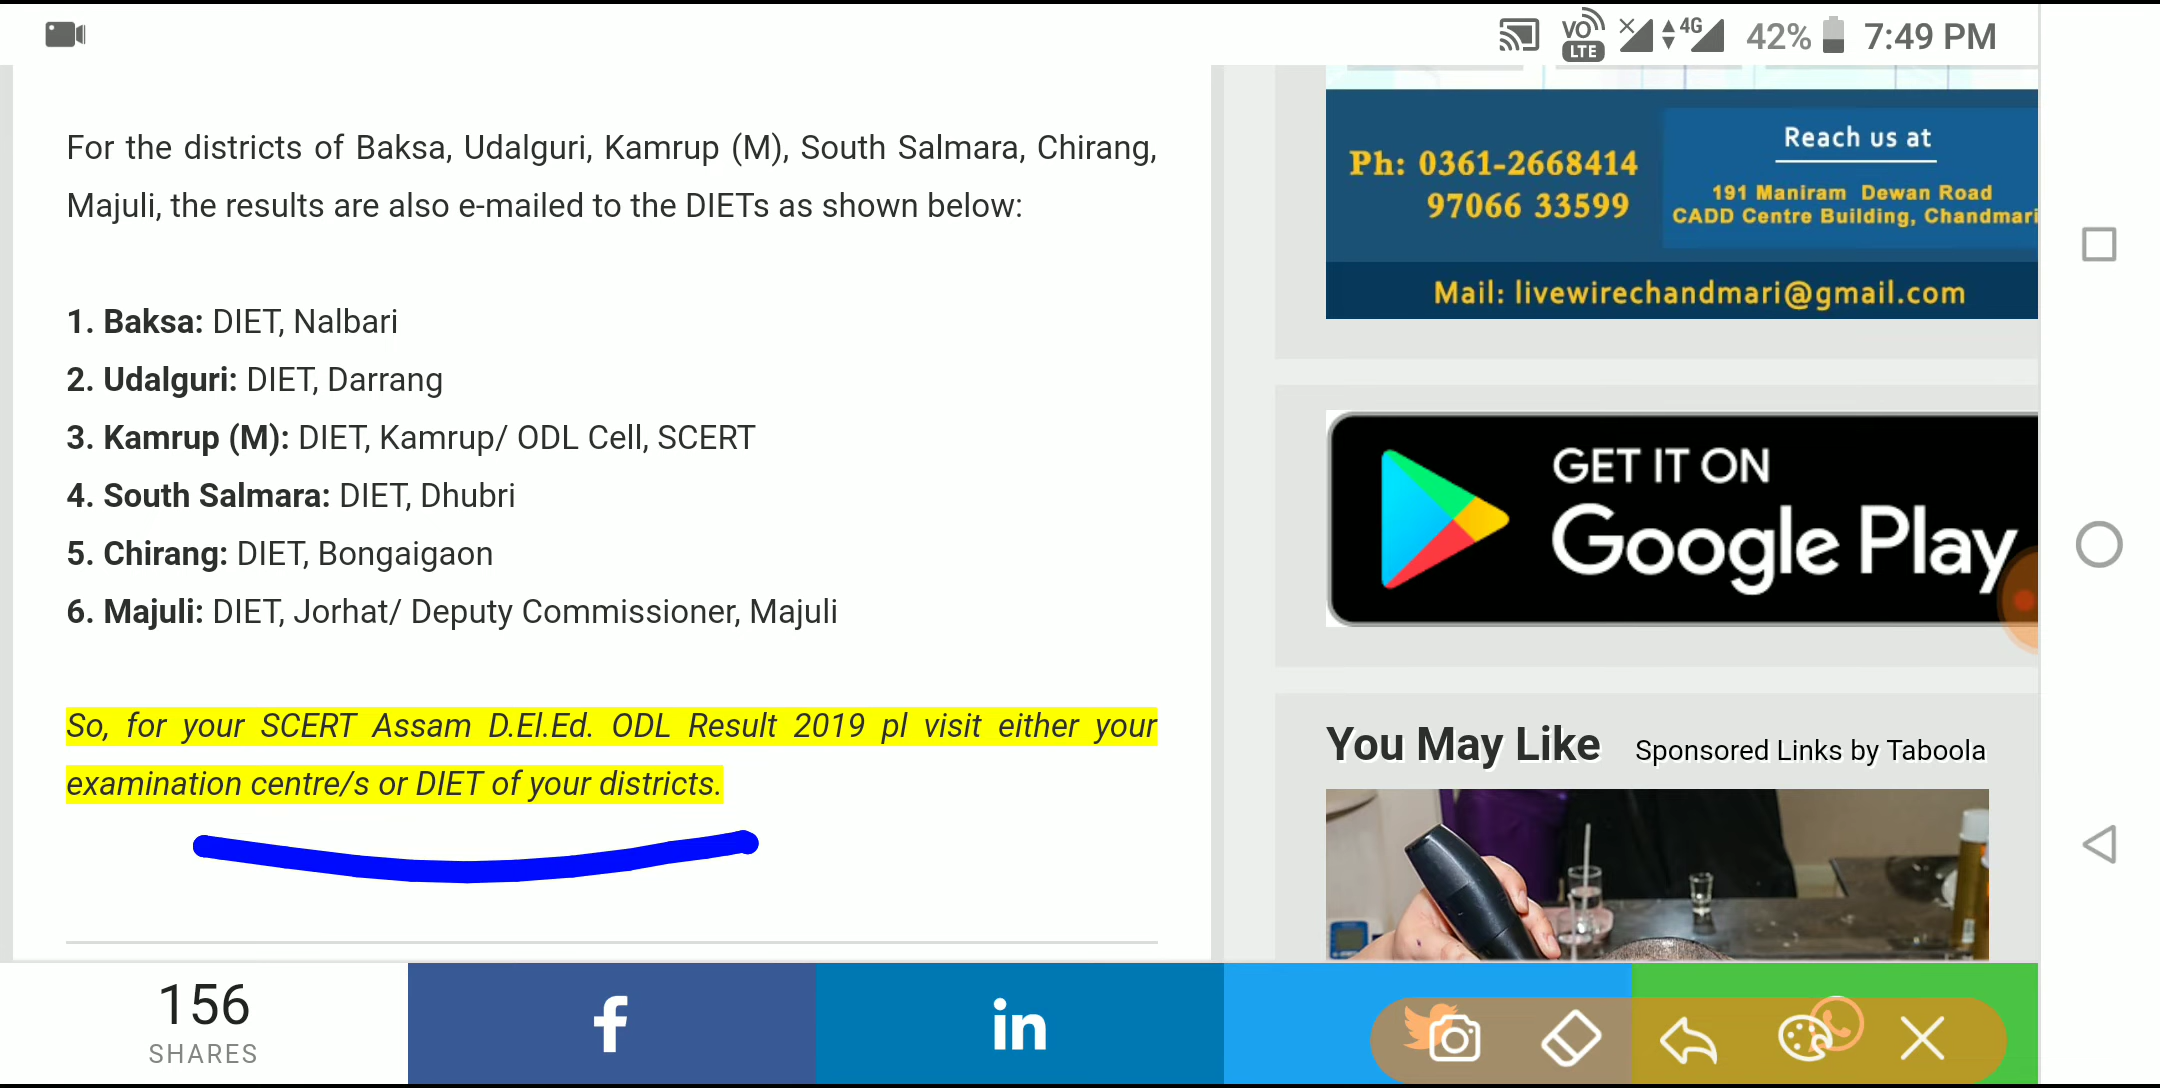 VO
LTE
4G
42%
7:49 PM
For the districts of Baksa, Udalguri, Kamrup (M), South Salmara, Chirang,
Majuli, the results are also e-mailed to the DIETs as shown below:
1. Baksa: DIET, Nalbari
2. Udalguri: DIET, Darrang
3. Kamrup (M): DIET, Kamrup/ ODL Cell, SCERT
4. South Salmara: DIET, Dhubri
5. Chirang: DIET, Bongaigaon
6. Majuli: DIET, Jorhat/ Deputy Commissioner, Majuli
So, for your SCERT Assam D.El.Ed. ODL Result 2019 pl visit either your
examination centre/s or DIET of your districts.
Ph: 0361-2668414
97066 33599
Reach us at
191 Maniram Dewan Road
CADD Centre Building, Chandmari
Mail: livewirechandmari@gmail.com
GET IT ON
Google Play
You May Like Sponsored Links by Taboola
156
SHARES
f
in